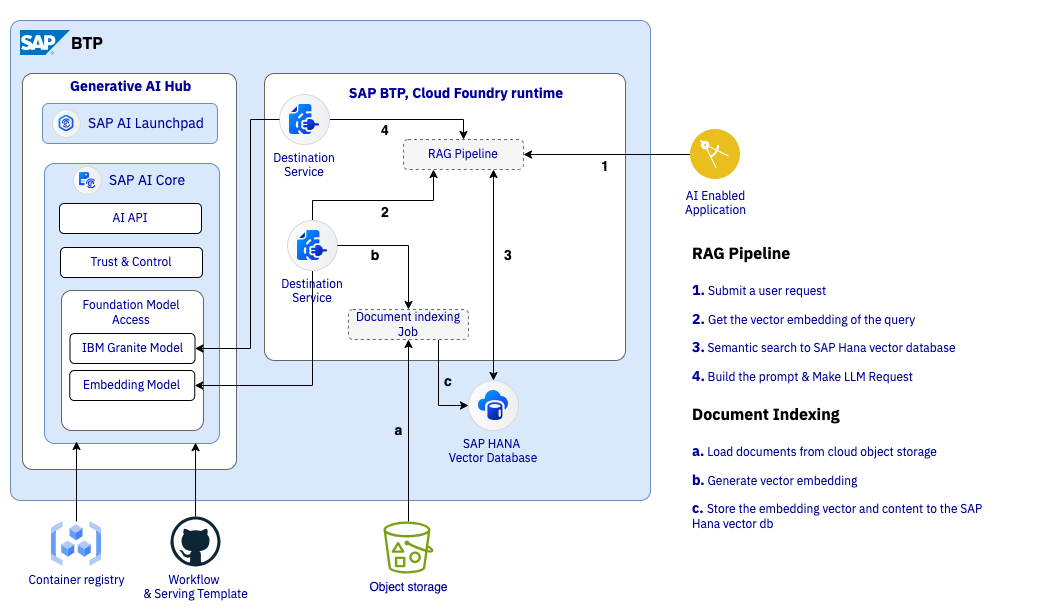 SAP
BTP
Generative AI Hub
SAP AI Launchpad
SAP AI Core
AI API
Trust & Control
Foundation Model
Access
IBM Granite Model
Embedding Model
SAP BTP, Cloud Foundry runtime
Destination
Service
4
RAG Pipeline
1
2
Destination
Service
b
3
Document indexing
Job
c
a
SAP HANA
Vector Database
AI Enabled
Application
Container registry
Workflow
& Serving Template
Object storage
RAG Pipeline
1. Submit a user request
2. Get the vector embedding of the query
3. Semantic search to SAP Hana vector database
4. Build the prompt & Make LLM Request
Document Indexing
a. Load documents from cloud object storage
b. Generate vector embedding
c. Store the embedding vector and content to the SAP
Hana vector db